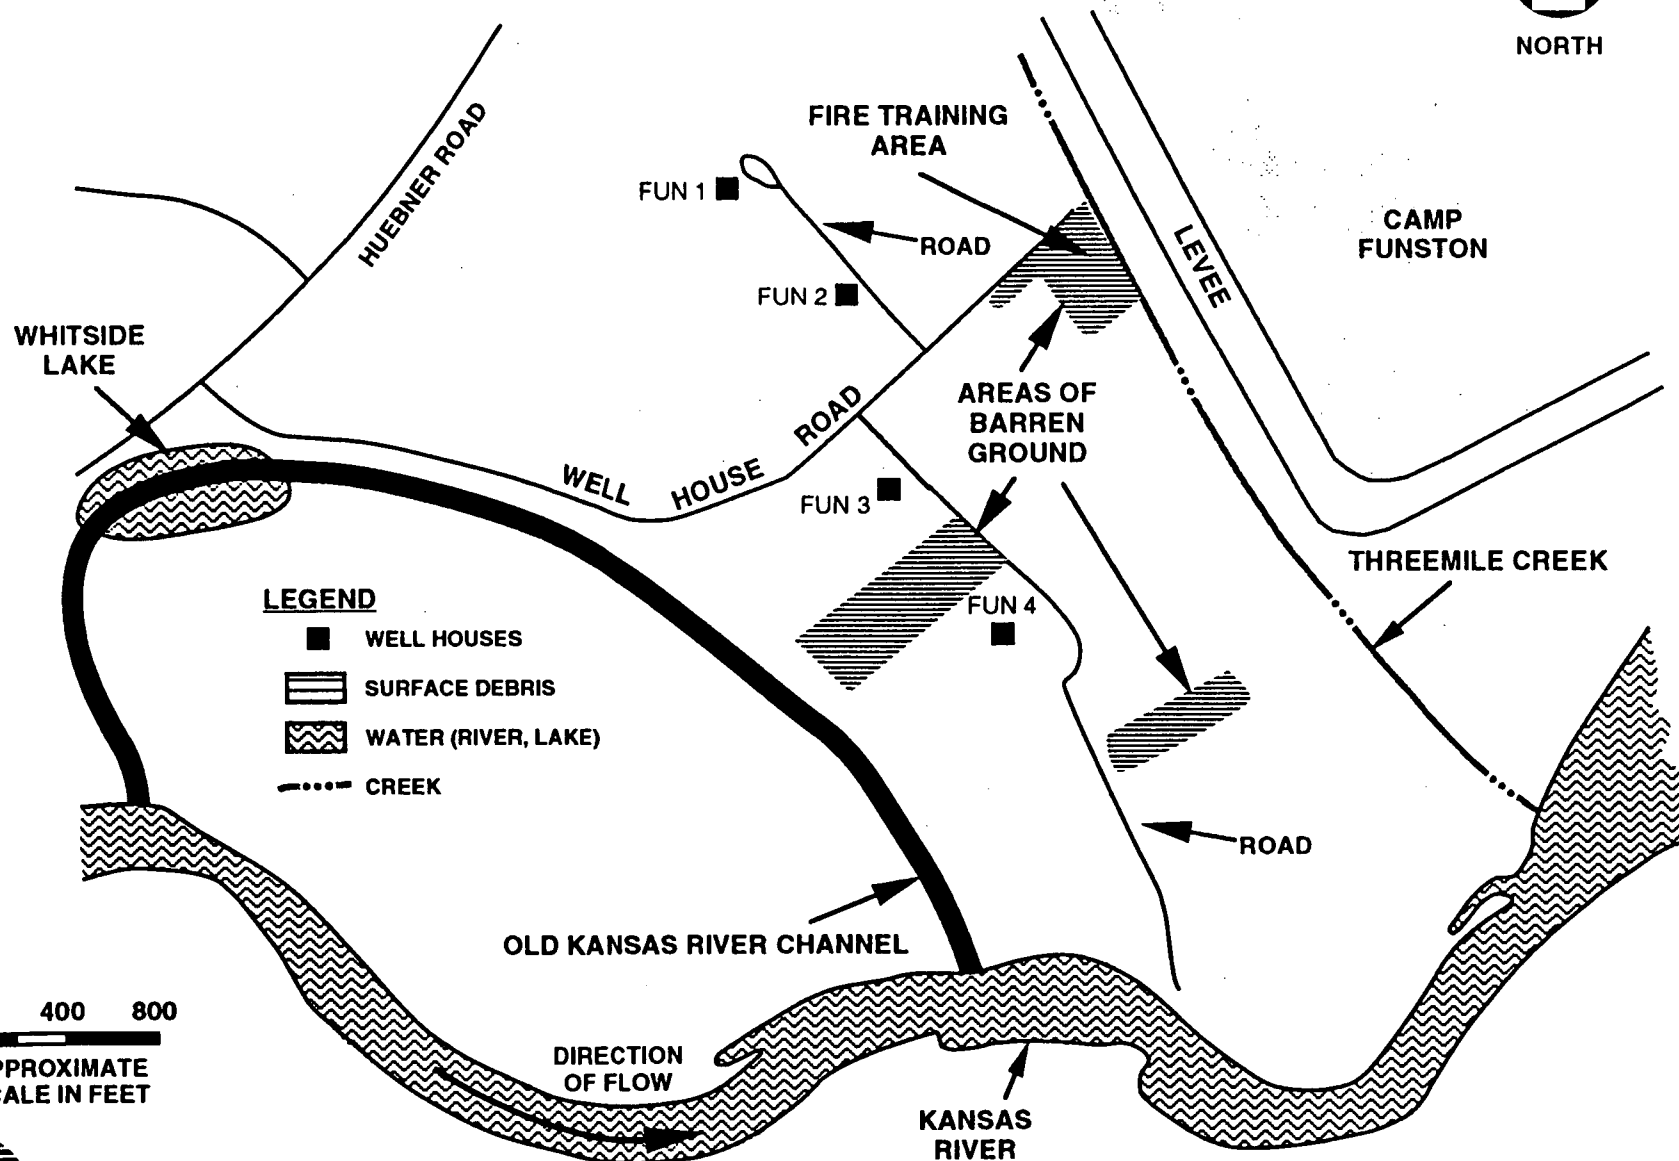 NORTH
HUEBNER ROAD
FIRE TRAINING
AREA
FUN 1
ROAD
LEVEE
CAMP
FUNSTON
FUN 2
WHITSIDE
LAKE
AREAS OF
BARREN
GROUND
WELL HOUSE ROAD
FUN 3
THREEMILE CREEK
FUN 4
LEGEND
WELL HOUSES
SURFACE DEBRIS
WATER (RIVER, LAKE)
CREEK
ROAD
OLD KANSAS RIVER CHANNEL
400 800
PPROXIMATE
CALE IN FEET
DIRECTION
OF FLOW
KANSAS
RIVER